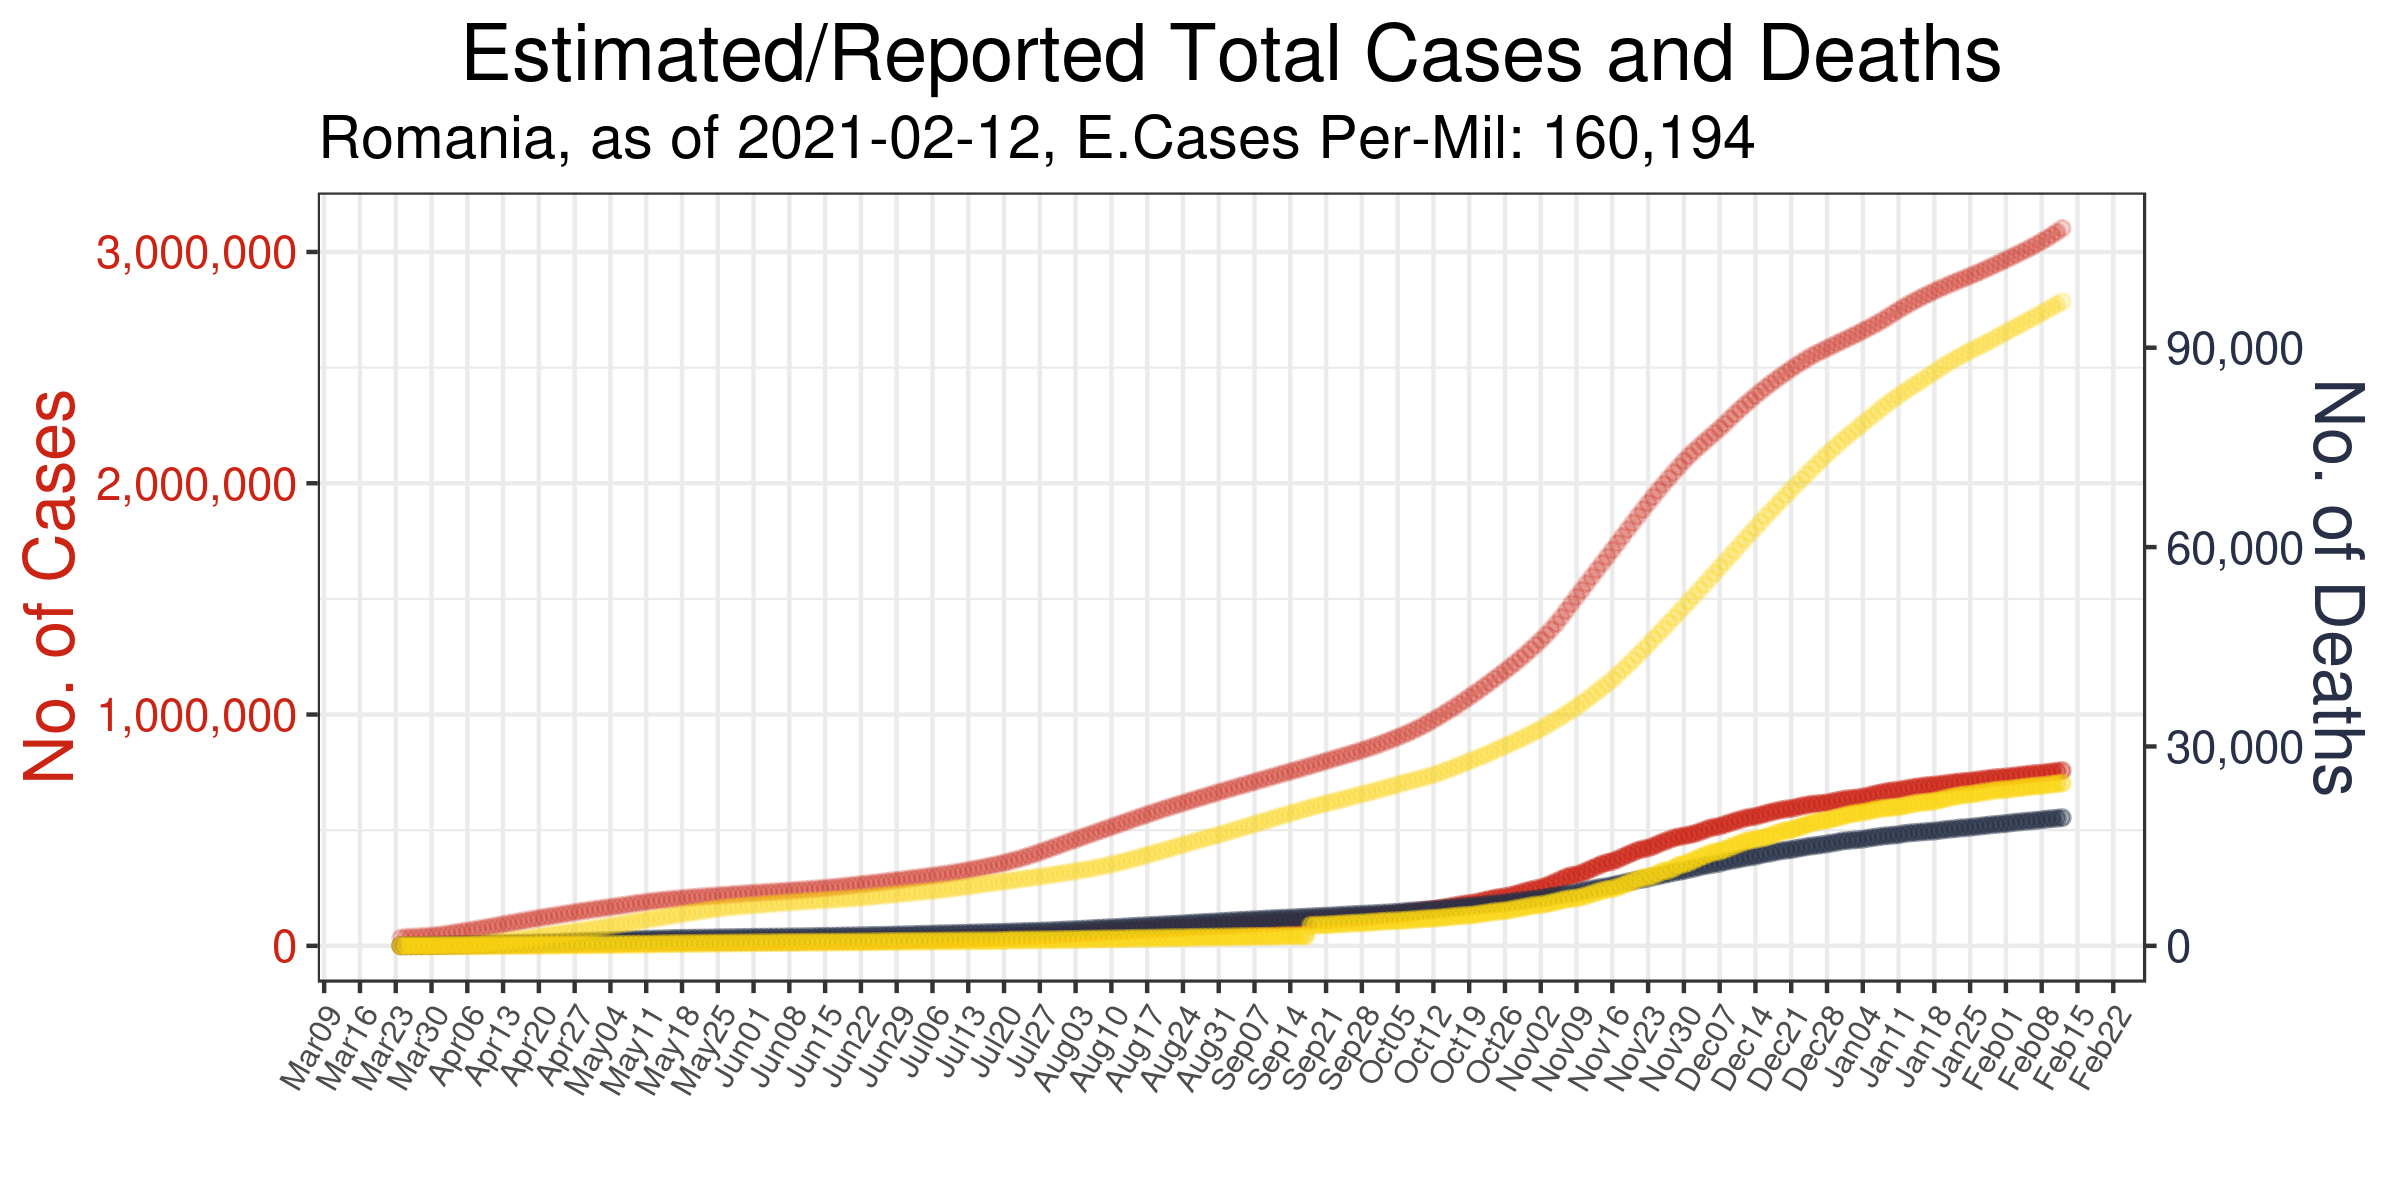 Estimated/Reported Total Cases and Deaths
Romania, as of 2021-02-12, E.Cases Per-Mil: 160,194
No. of Cases
3,000,000
2,000,000
1,000,000
0
90,000
60,000
30,000
0
No. of Deaths
Mar09
Mar16
Mar23
Mar30
Apr06
Apr13
Apr20
Apr27
May04
May11
May18
May25
Jun01
Jun08
Jun15
Jun22
Jun29
Jul06
Jul13
Jul20
Jul27
Aug03
Aug10
Aug17
Aug24
Aug31
Sep07
Sep14
Sep21
Sep28
Oct05
Oct12
Oct19
Oct26
Nov02
Nov09
Nov16
Nov23
Nov30
Dec07
Dec14
Dec21
Dec28
Jan04
Jan11
Jan18
Jan25
Feb01
Feb08
Feb15
Feb22